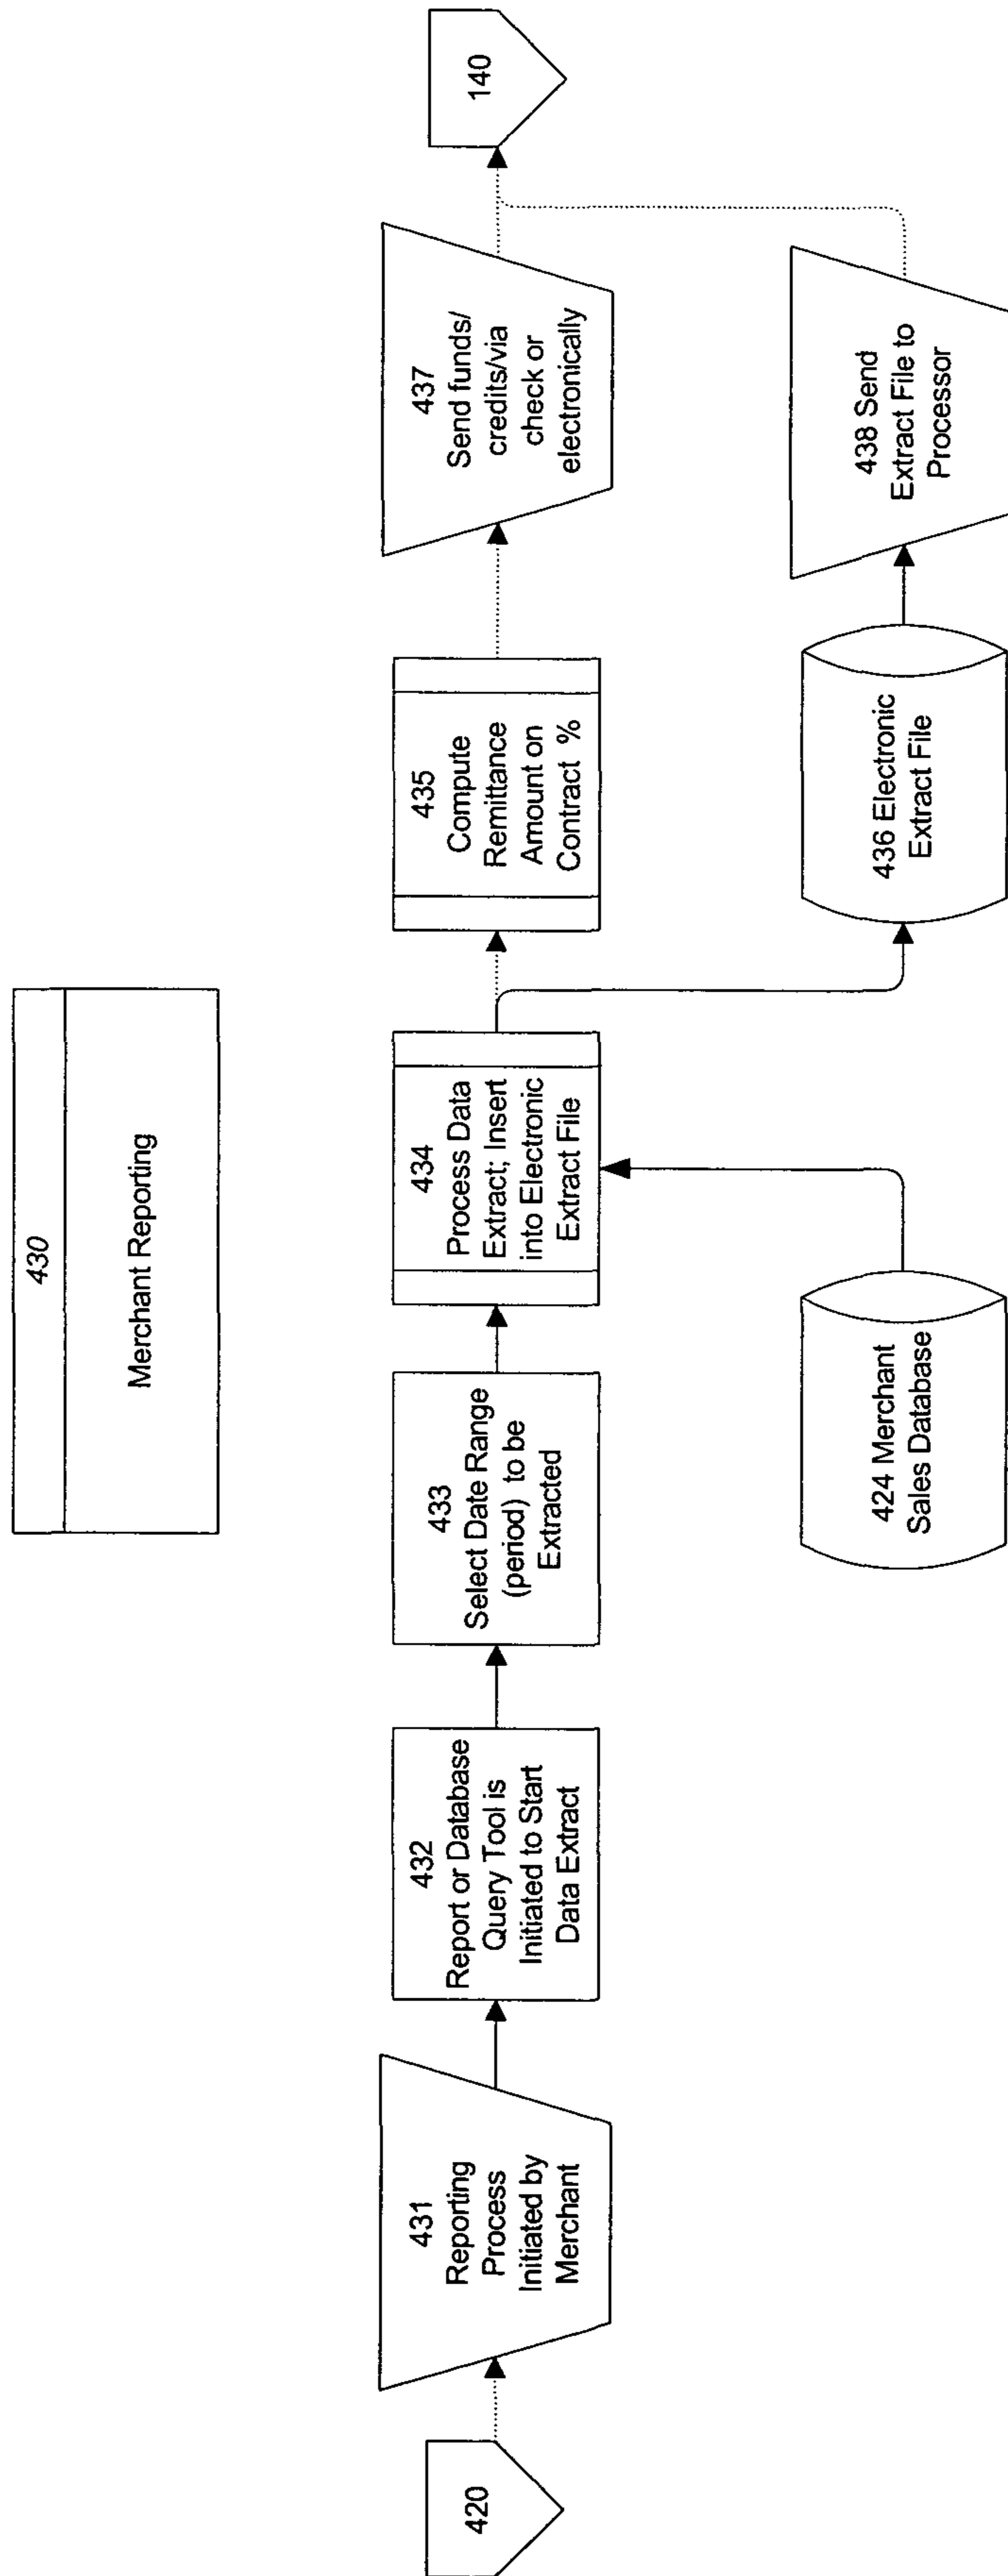 430
Merchant Reporting
420
431
Reporting
Process
Initiated by
Merchant
432
Report or Database
Query Tool is
Initiated to Start
Data Extract
433
Select Date Range
(period) to be
Extracted
434
Process Data
Extract; Insert
into Electronic
Extract File
435
Compute
Remittance
Amount on
Contract %
437
Send funds/
credits/via
check or
electronically
140
424 Merchant
Sales Database
436 Electronic
Extract File
438 Send
Extract File to
Processor